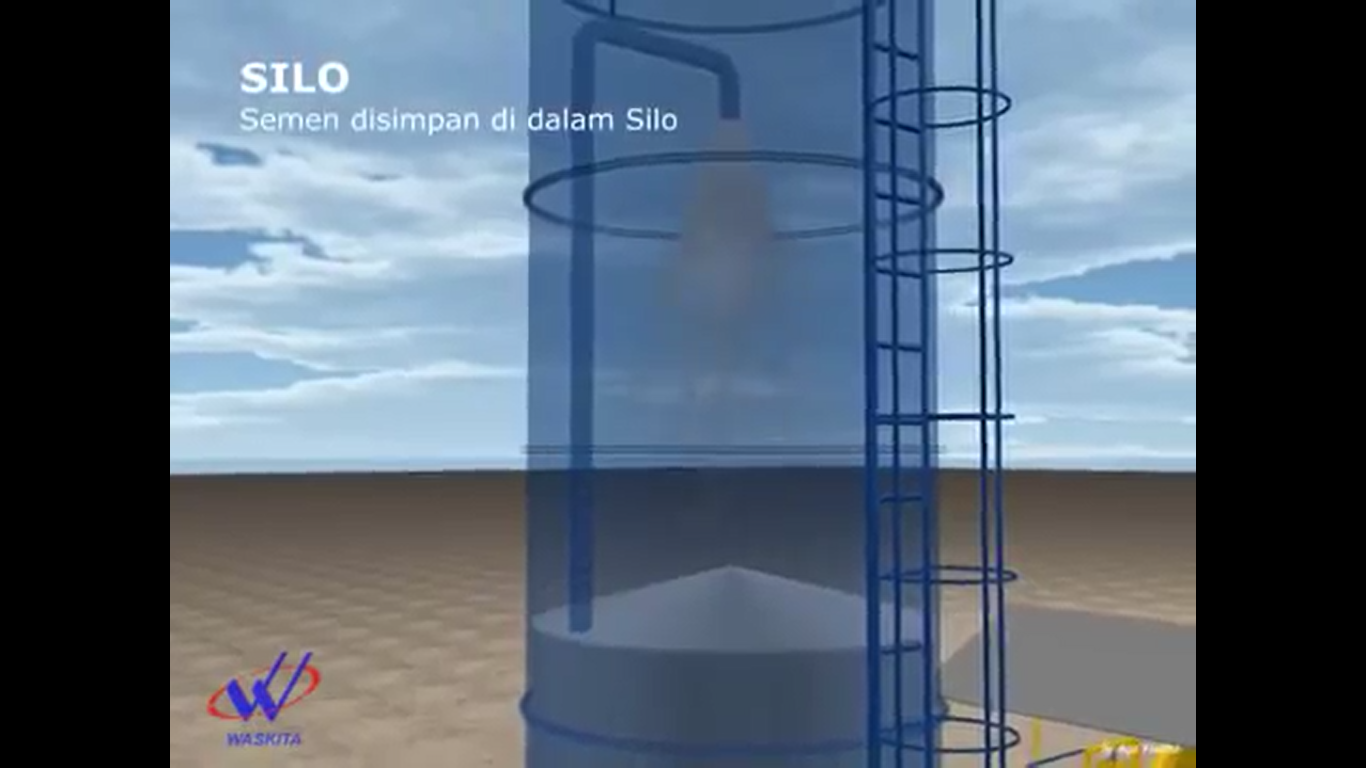 SILO
Semen disimpan di dalam Silo
WASKITA